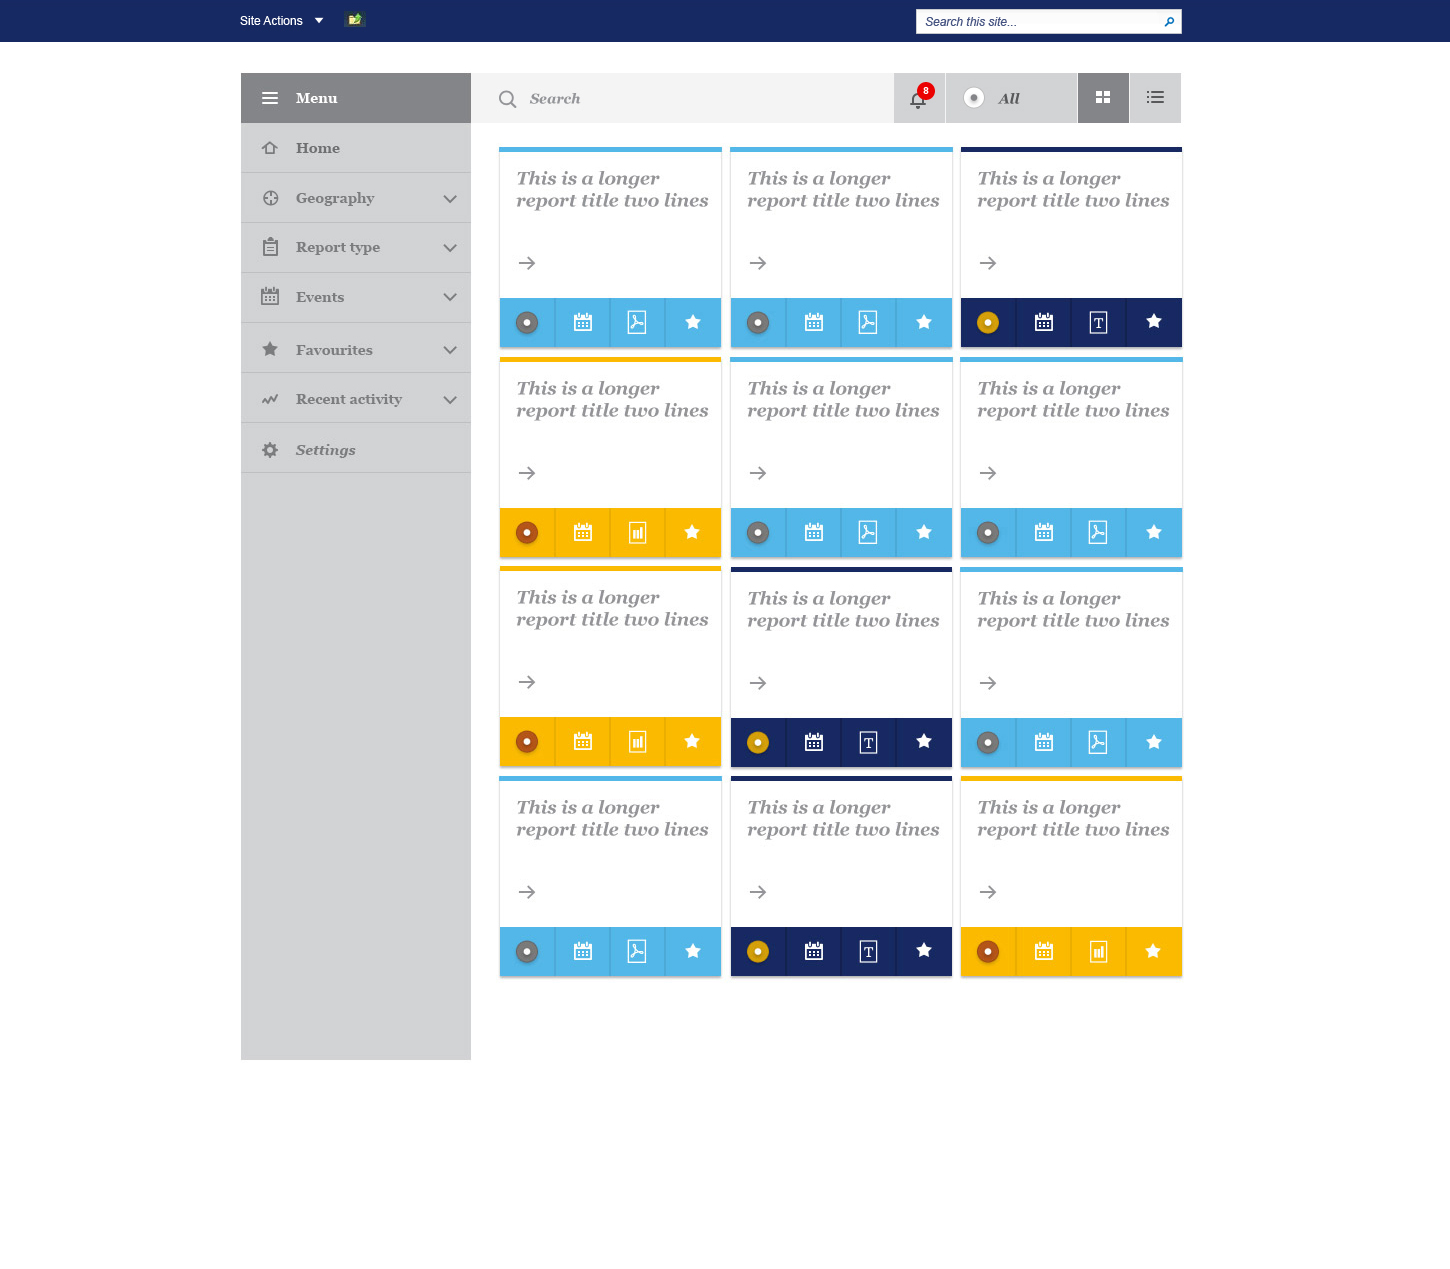 Site Actions
Search this site...
Menu
Search
8
All
Home
Geography
Report type
Events
Favourites
Recent activity
Settings
This is a longer
report title two lines
This is a longer
report title two lines
This is a longer
report title two lines
T
This is a longer
report title two lines
This is a longer
report title two lines
This is a longer
report title two lines
This is a longer
report title two lines
This is a longer
report title two lines
T
This is a longer
report title two lines
This is a longer
report title two lines
This is a longer
report title two lines
T
This is a longer
report title two lines